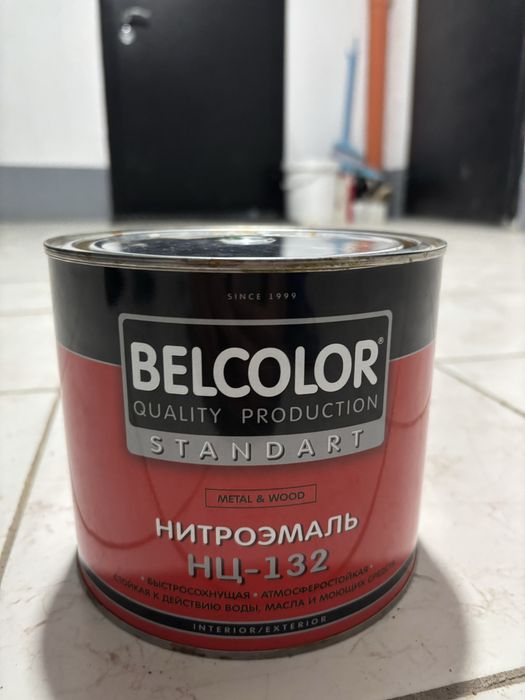 SINCE 1999
BELCOLOR®
QUALITY PRODUCTION
STANDART
METAL & WOOD
НИТРОЭМАЛЬ
НЦ-132
• БЫСТРОСОХНУЩАЯ • АТМОСФЕРОСТОЙКАЯ •
СТОЙКАЯ К ДЕЙСТВИЮ ВОДЫ, МАСЛА И МОЮЩИХ СРЕДСТВ
INTERIOR/EXTERIOR